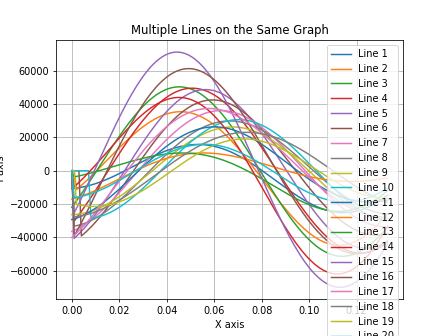 Multiple Lines on the Same Graph
60000
40000
20000
0
−20000
−40000
−60000
0.00
0.02
0.04
0.06
0.08
0.10
X axis
axis
Line 1
Line 2
Line 3
Line 4
Line 5
Line 6
Line 7
Line 8
Line 9
Line 10
Line 11
Line 12
Line 13
Line 14
Line 15
Line 16
Line 17
Line 18
Line 19
Line 20